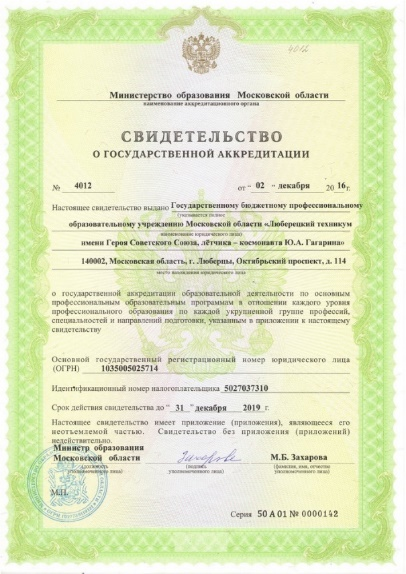 4012
Министерство образования Московской области
наименование аккредитационного органа
СВИДЕТЕЛЬСТВО
О ГОСУДАРСТВЕННОЙ АККРЕДИТАЦИИ
№ 4012 от "02" декабря 2016 г.
Настоящее свидетельство выдано Государственному бюджетному профессиональному
(указывается полное
образовательному учреждению Московской области «Люберецкий техникум
наименование юридического лица)
имени Героя Советского Союза, лётчика – космонавта Ю.А. Гагарина»
140002, Московская область, г. Люберцы, Октябрьский проспект, д. 114
место нахождения юридического лица)
о государственной аккредитации образовательной деятельности по основным
профессиональным образовательным программам в отношении каждого уровня
профессионального образования по каждой укрупненной группе профессий,
специальностей и направлений подготовки, указанным в приложении к настоящему
свидетельству
Основной государственный регистрационный номер юридического лица
(ОГРН) 1035005025714
Идентификационный номер налогоплательщика 5027037310
Срок действия свидетельства до "31" декабря 2019 г.
Настоящее свидетельство имеет приложение (приложения), являющееся его
неотъемлемой частью. Свидетельство без приложения (приложений)
недействительно.
Министр образования
Московской области Захарова М.Б. Захарова
(должность (подпись (фамилия, имя, отчество
уполномоченного лица) уполномоченного лица) уполномоченного лица)
М.П.
Серия 50 А 01 № 0000142